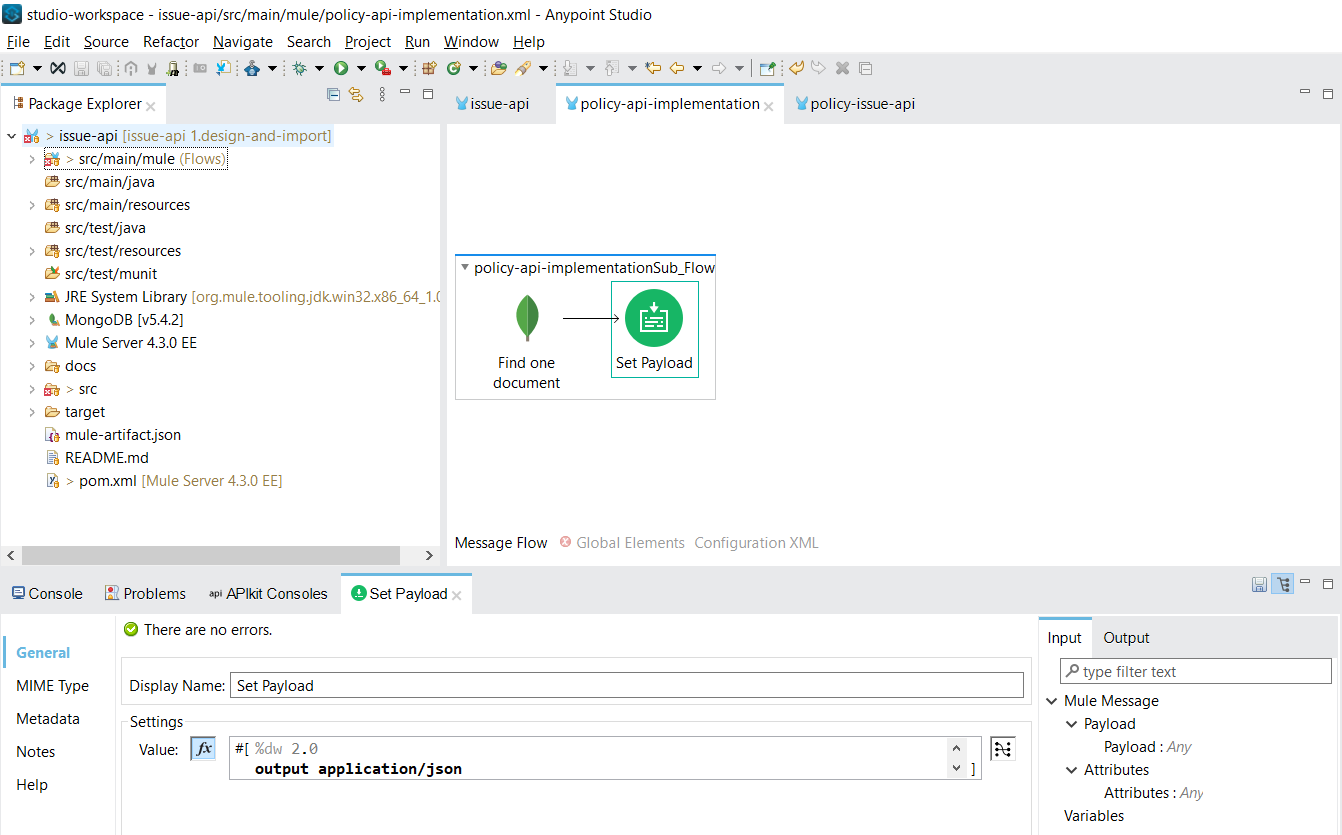 studio-workspace - issue-api/src/main/mule/policy-api-implementation.xml - Anypoint Studio
File Edit Source Refactor Navigate Search Project Run Window Help
Package Explorer
issue-api
policy-api-implementation
policy-issue-api
> issue-api [issue-api 1.design-and-import]
> src/main/mule (Flows)
src/main/java
src/main/resources
src/test/java
src/test/resources
src/test/munit
JRE System Library [org.mule.tooling.jdk.win32.x86_64_1.0
MongoDB [v5.4.2]
Mule Server 4.3.0 EE
docs
> src
target
mule-artifact.json
README.md
> pom.xml [Mule Server 4.3.0 EE]
policy-api-implementationSub_Flow
Find one
document
Set Payload
Message Flow Global Elements Configuration XML
Console Problems api APIkit Consoles Set Payload
There are no errors.
General
MIME Type
Metadata
Notes
Help
Display Name: Set Payload
Settings
Value: fx #[ %dw 2.0
output application/json ]
Input Output
type filter text
Mule Message
Payload
Payload : Any
Attributes
Attributes : Any
Variables